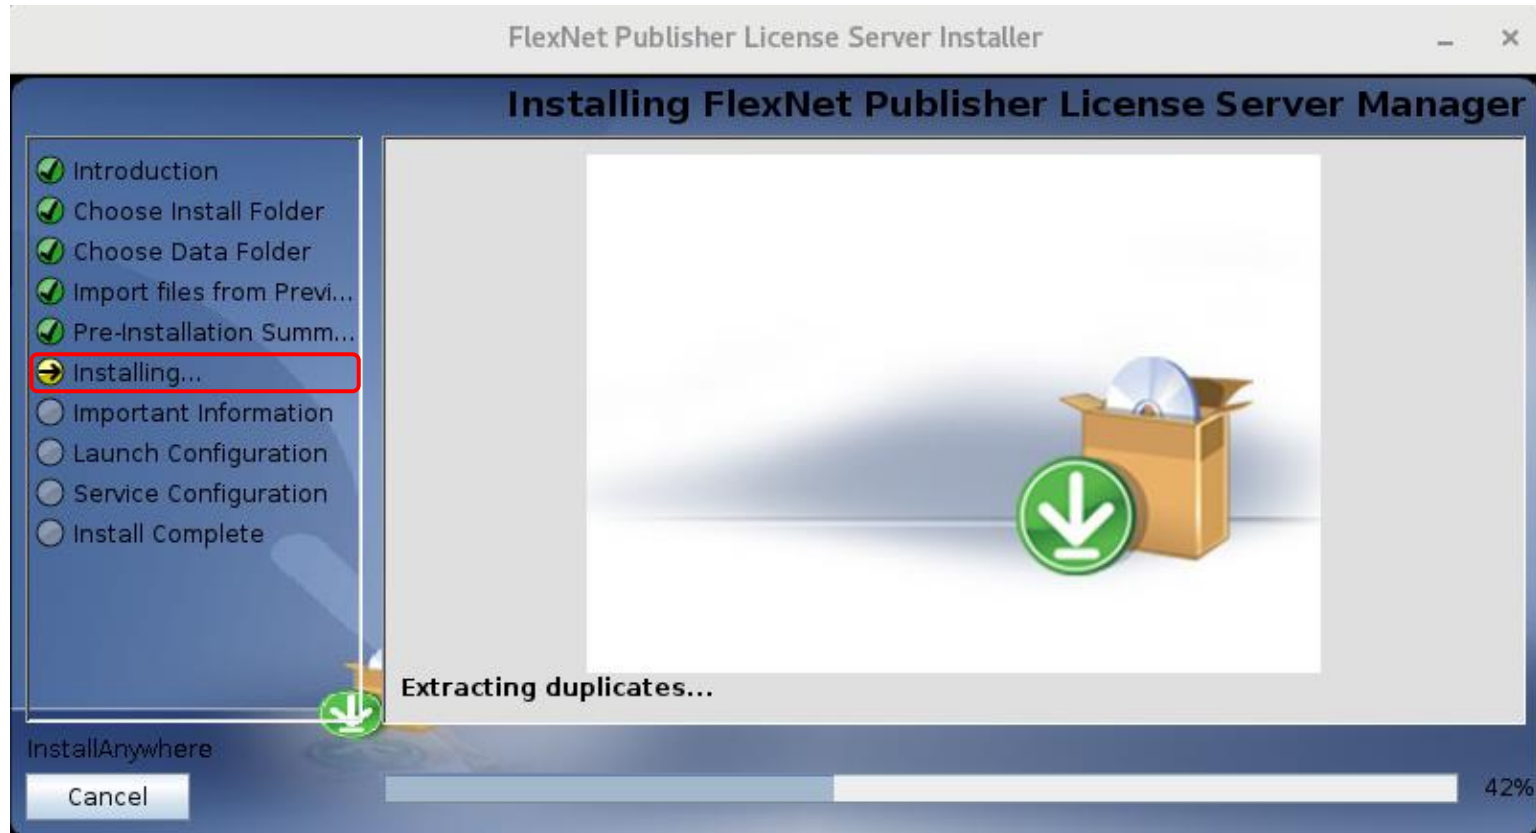 FlexNet Publisher License Server Installer
Installing FlexNet Publisher License Server Manager
Introduction
Choose Install Folder
Choose Data Folder
Import files from Previ...
Pre-Installation Summ...
Installing...
Important Information
Launch Configuration
Service Configuration
Install Complete
Extracting duplicates...
InstallAnywhere
Cancel
42%